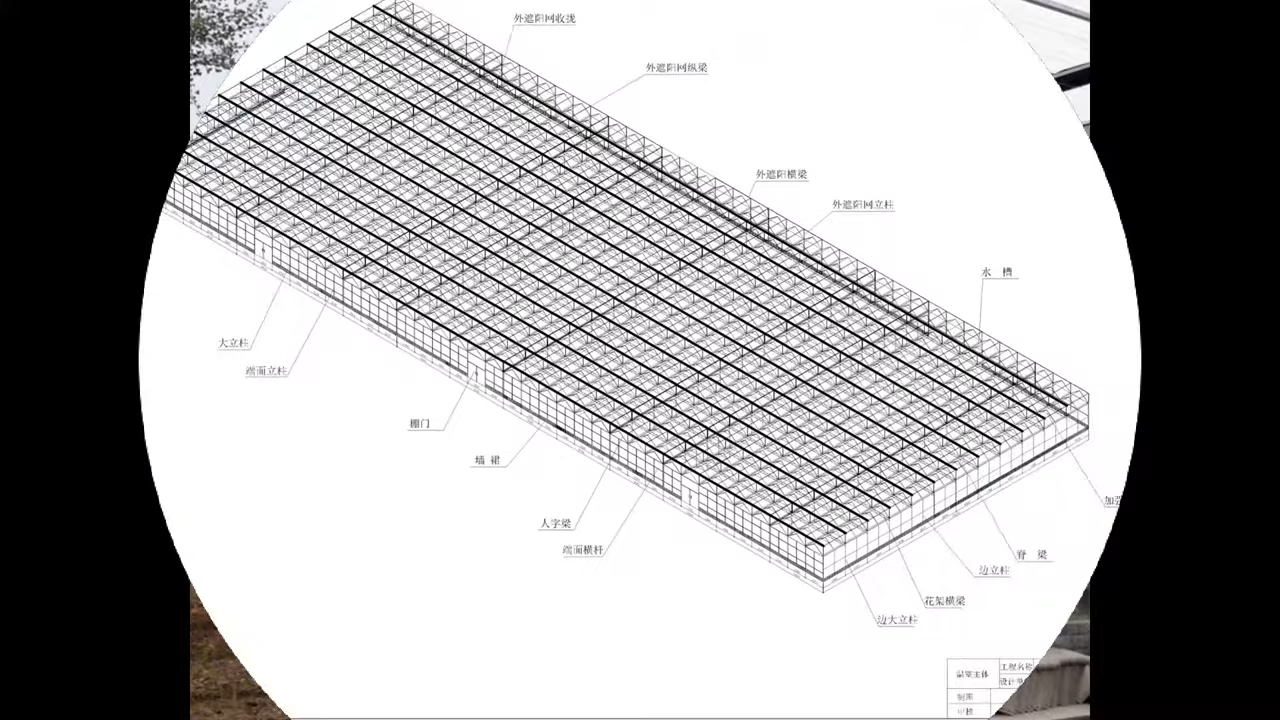 外遮阳网收拢
外遮阳网纵梁
外遮阳横梁
外遮阳网立柱
水 槽
大立柱
端面立柱
棚门
墙 裙
人字梁
端面横杆
脊 梁
边立柱
花架横梁
边大立柱
温室主体
工程名称
制图
审核